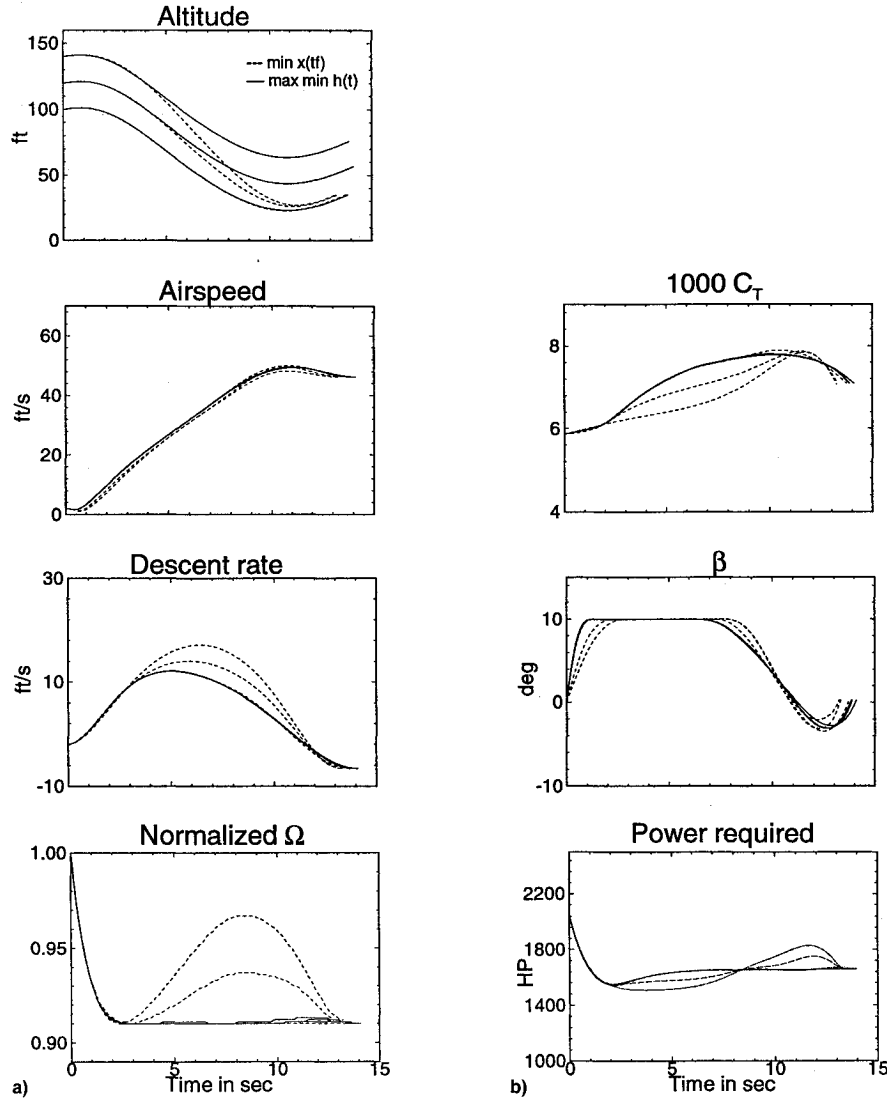 Altitude
150
100
50
0
ft
min x(tf)
max min h(t)
Airspeed
60
40
20
0
ft/s
Descent rate
30
10
-10
ft/s
Normalized Ω
1.00
0.95
0.90
0 5 10 15
Time in sec
a)
1000 C_T
8
6
4
β
10
0
-10
deg
Power required
2200
1800
1400
1000
HP
0 5 10 15
Time in sec
b)